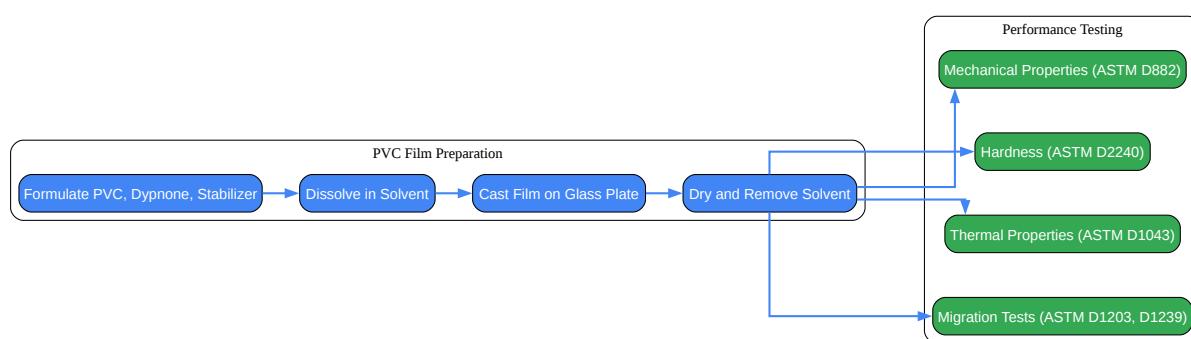 Performance Testing
Mechanical Properties (ASTM D882)
PVC Film Preparation
Hardness (ASTM D2240)
Formulate PVC, Dypnone, Stabilizer
Dissolve in Solvent
Cast Film on Glass Plate
Dry and Remove Solvent
Thermal Properties (ASTM D1043)
Migration Tests (ASTM D1203, D1239)